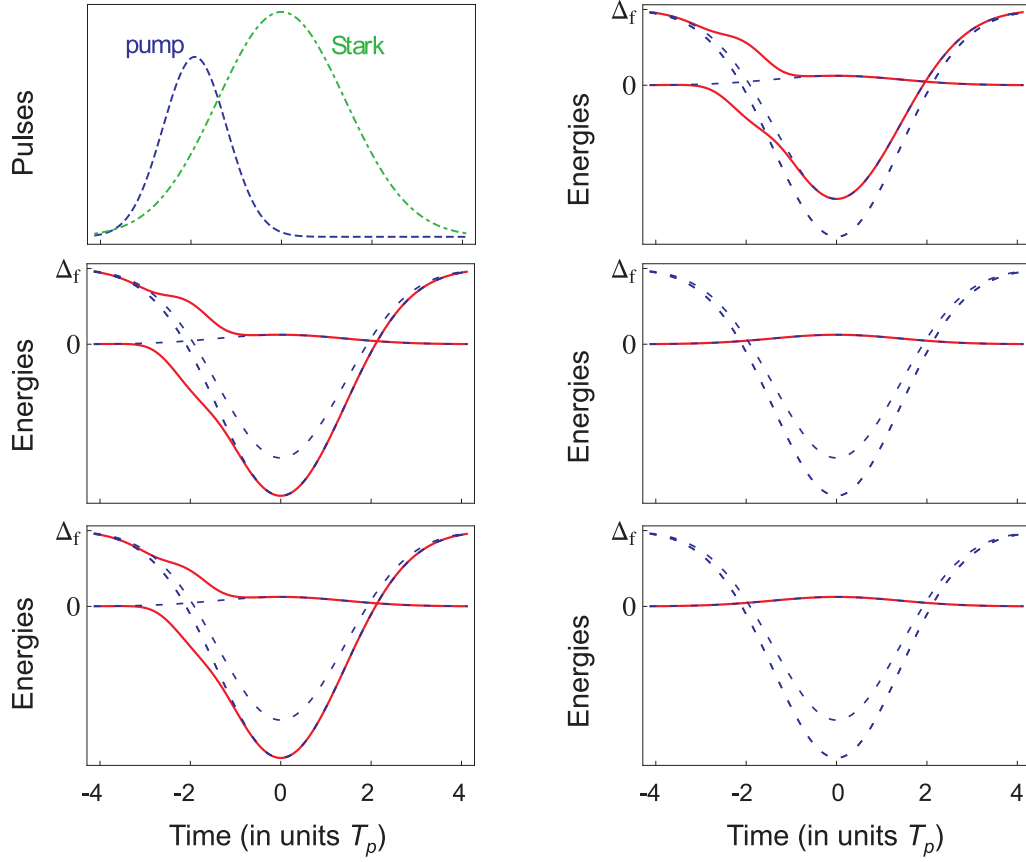 pump
Stark
Pulses
Δf
0
Energies
Δf
0
Energies
Δf
0
Energies
Δf
0
Energies
-4 -2 0 2 4
Time (in units Tp)
Δf
0
Energies
-4 -2 0 2 4
Time (in units Tp)